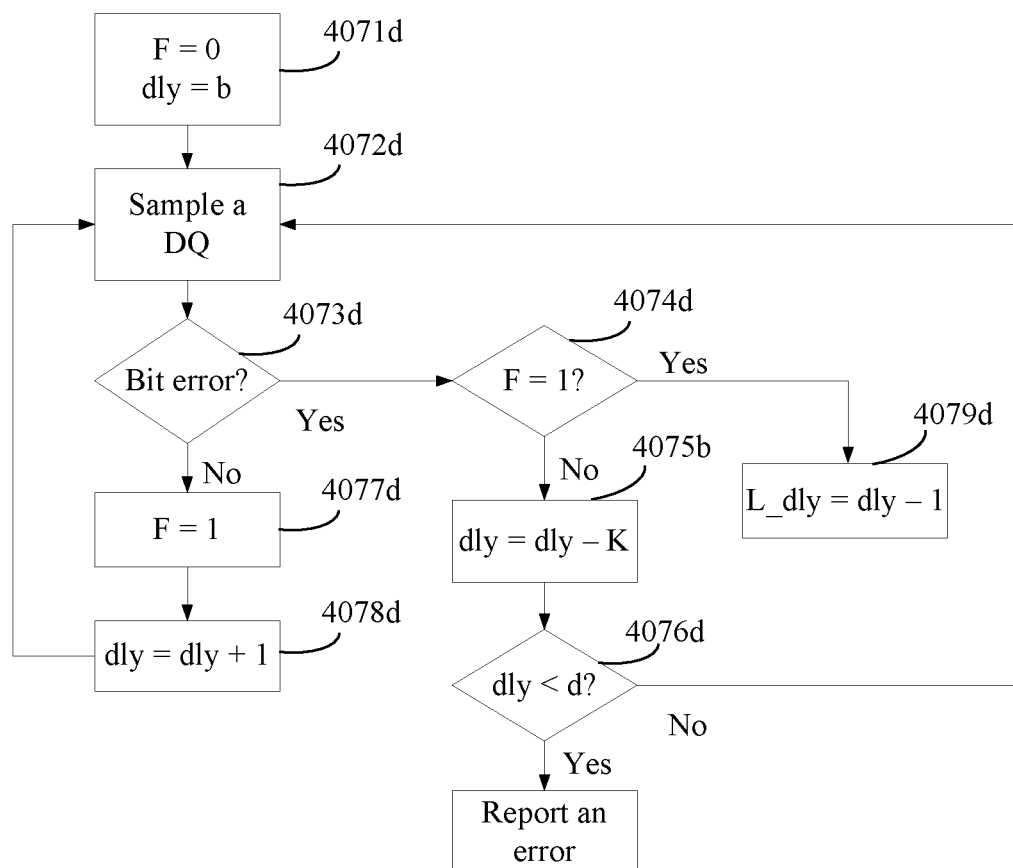 F = 0
dly = b
4071d
4072d
Sample a
DQ
4073d
Bit error?
Yes
No
4074d
F = 1?
Yes
No
4079d
L_dly = dly – 1
4075b
dly = dly – K
4077d
F = 1
4078d
dly = dly + 1
4076d
dly < d?
No
Yes
Report an
error